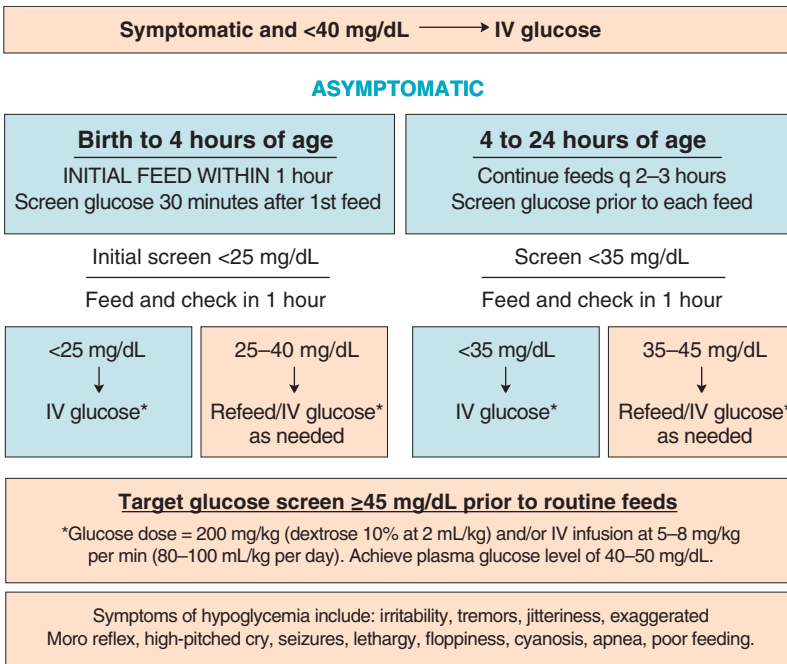 Symptomatic and <40 mg/dL → IV glucose
ASYMPTOMATIC
Birth to 4 hours of age
INITIAL FEED WITHIN 1 hour
Screen glucose 30 minutes after 1st feed
Initial screen <25 mg/dL
Feed and check in 1 hour
<25 mg/dL
↓
IV glucose*
25–40 mg/dL
↓
Refeed/IV glucose*
as needed
4 to 24 hours of age
Continue feeds q 2–3 hours
Screen glucose prior to each feed
Screen <35 mg/dL
Feed and check in 1 hour
<35 mg/dL
↓
IV glucose*
35–45 mg/dL
↓
Refeed/IV glucose*
as needed
Target glucose screen ≥45 mg/dL prior to routine feeds
*Glucose dose = 200 mg/kg (dextrose 10% at 2 mL/kg) and/or IV infusion at 5–8 mg/kg
per min (80–100 mL/kg per day). Achieve plasma glucose level of 40–50 mg/dL.
Symptoms of hypoglycemia include: irritability, tremors, jitteriness, exaggerated
Moro reflex, high-pitched cry, seizures, lethargy, floppiness, cyanosis, apnea, poor feeding.